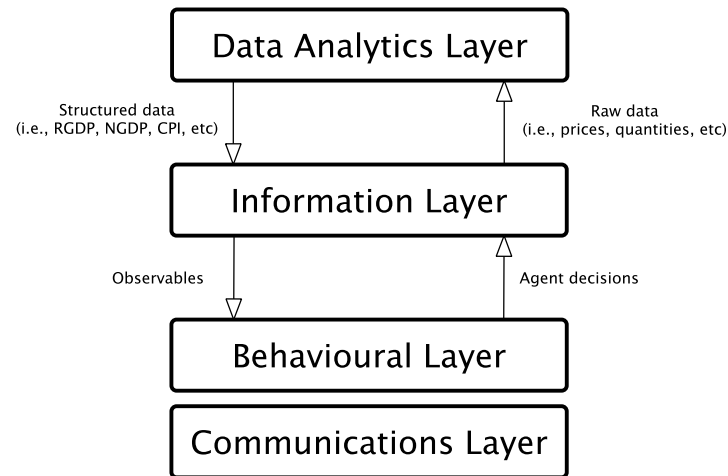 Data Analytics Layer
Structured data
(i.e., RGDP, NGDP, CPI, etc)
Raw data
(i.e., prices, quantities, etc)
Information Layer
Observables
Agent decisions
Behavioural Layer
Communications Layer